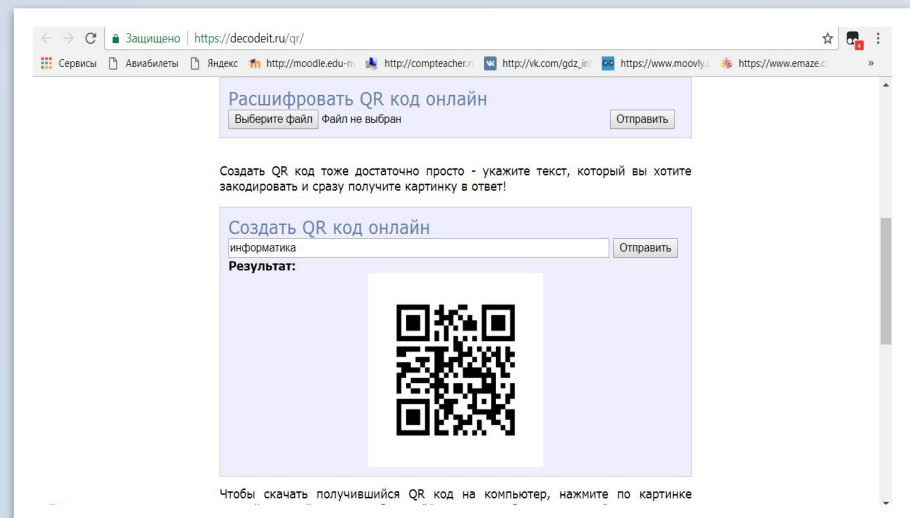 Защищено | https://decodeit.ru/qr/
Сервисы Авиабилеты Яндекс http://moodle.edu-n http://compteacher.r http://vk.com/gdz_in https://www.moovly. https://www.emaze.c »
Расшифровать QR код онлайн
Выберите файл Файл не выбран Отправить
Создать QR код тоже достаточно просто - укажите текст, который вы хотите
закодировать и сразу получите картинку в ответ!
Создать QR код онлайн
информатика Отправить
Результат:
Чтобы скачать получившийся QR код на компьютер, нажмите по картинке